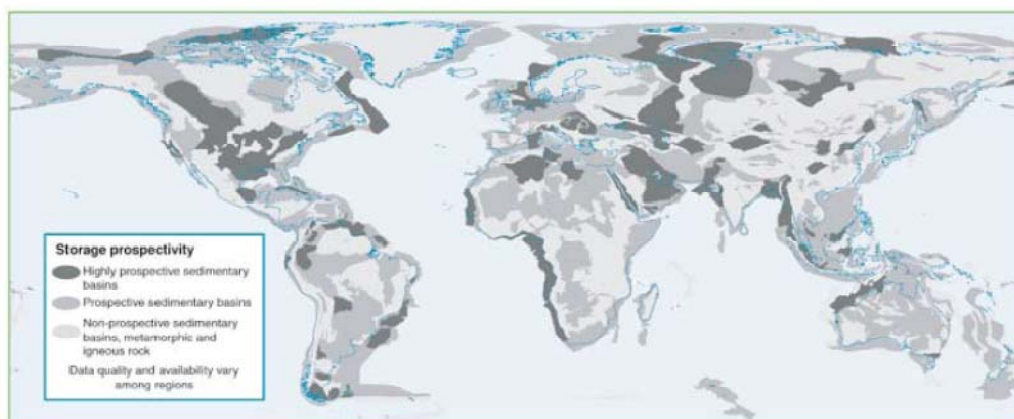 Storage prospectivity
Highly prospective sedimentary
basins
Prospective sedimentary basins
Non-prospective sedimentary
basins, metamorphic and
igneous rock
Data quality and availability vary
among regions